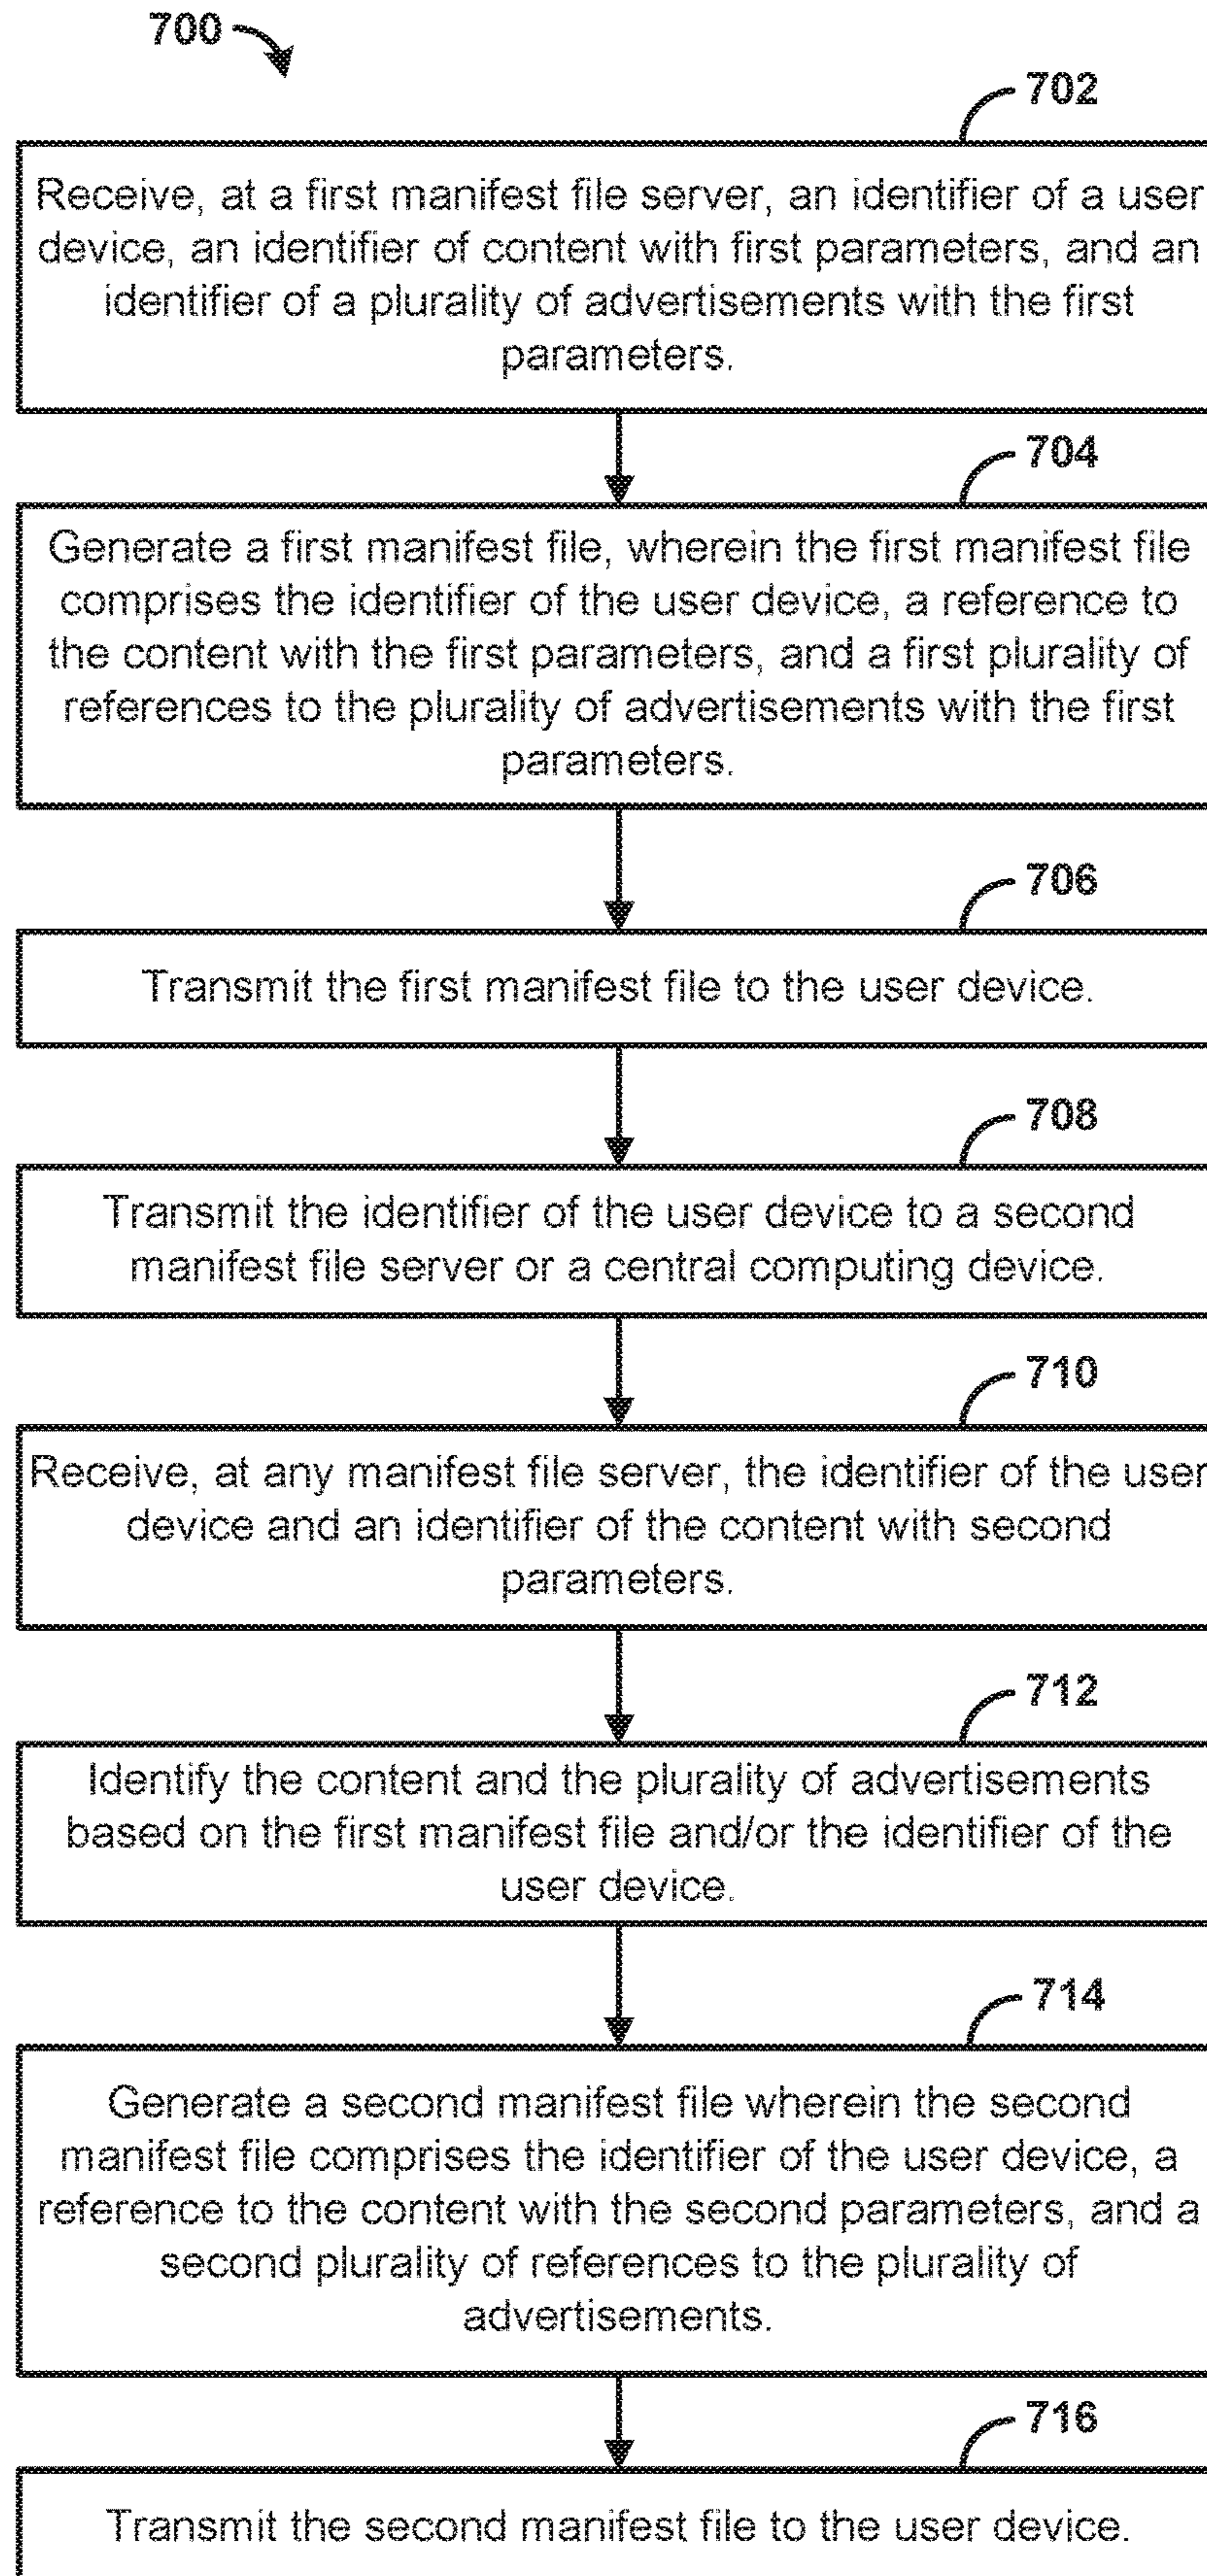 700
702
Receive, at a first manifest file server, an identifier of a user
device, an identifier of content with first parameters, and an
identifier of a plurality of advertisements with the first
parameters.
704
Generate a first manifest file, wherein the first manifest file
comprises the identifier of the user device, a reference to
the content with the first parameters, and a first plurality of
references to the plurality of advertisements with the first
parameters.
706
Transmit the first manifest file to the user device.
708
Transmit the identifier of the user device to a second
manifest file server or a central computing device.
710
Receive, at any manifest file server, the identifier of the user
device and an identifier of the content with second
parameters.
712
Identify the content and the plurality of advertisements
based on the first manifest file and/or the identifier of the
user device.
714
Generate a second manifest file wherein the second
manifest file comprises the identifier of the user device, a
reference to the content with the second parameters, and a
second plurality of references to the plurality of
advertisements.
716
Transmit the second manifest file to the user device.